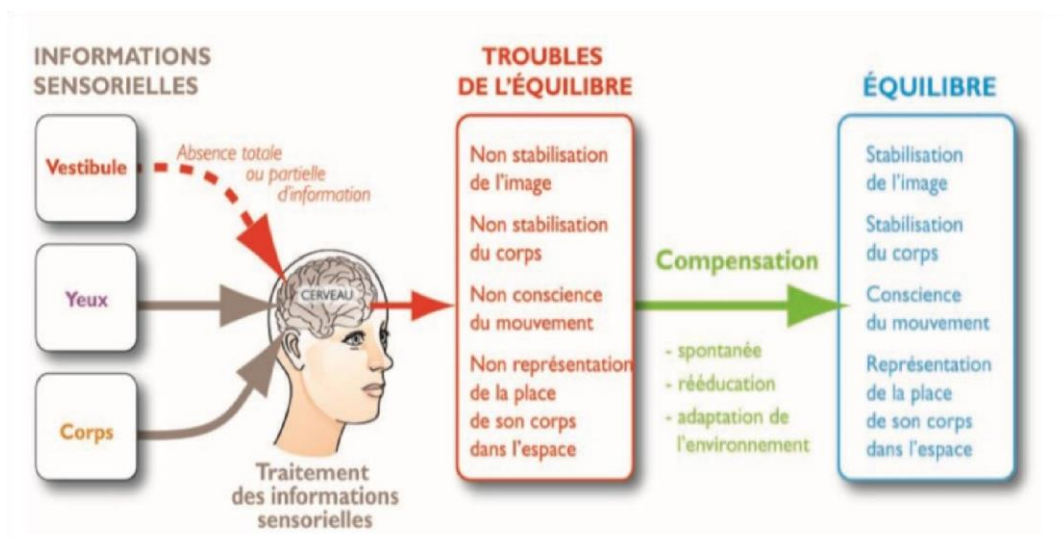 INFORMATIONS
SENSORIELLES
Vestibule
Absence totale
ou partielle
d'information
Yeux
Corps
CERVEAU
Traitement
des informations
sensorielles
TROUBLES
DE L'ÉQUILIBRE
Non stabilisation
de l'image
Non stabilisation
du corps
Non conscience
du mouvement
Non représentation
de la place
de son corps
dans l'espace
Compensation
- spontanée
- rééducation
- adaptation de
l'environnement
ÉQUILIBRE
Stabilisation
de l'image
Stabilisation
du corps
Conscience
du mouvement
Représentation
de la place
de son corps
dans l'espace